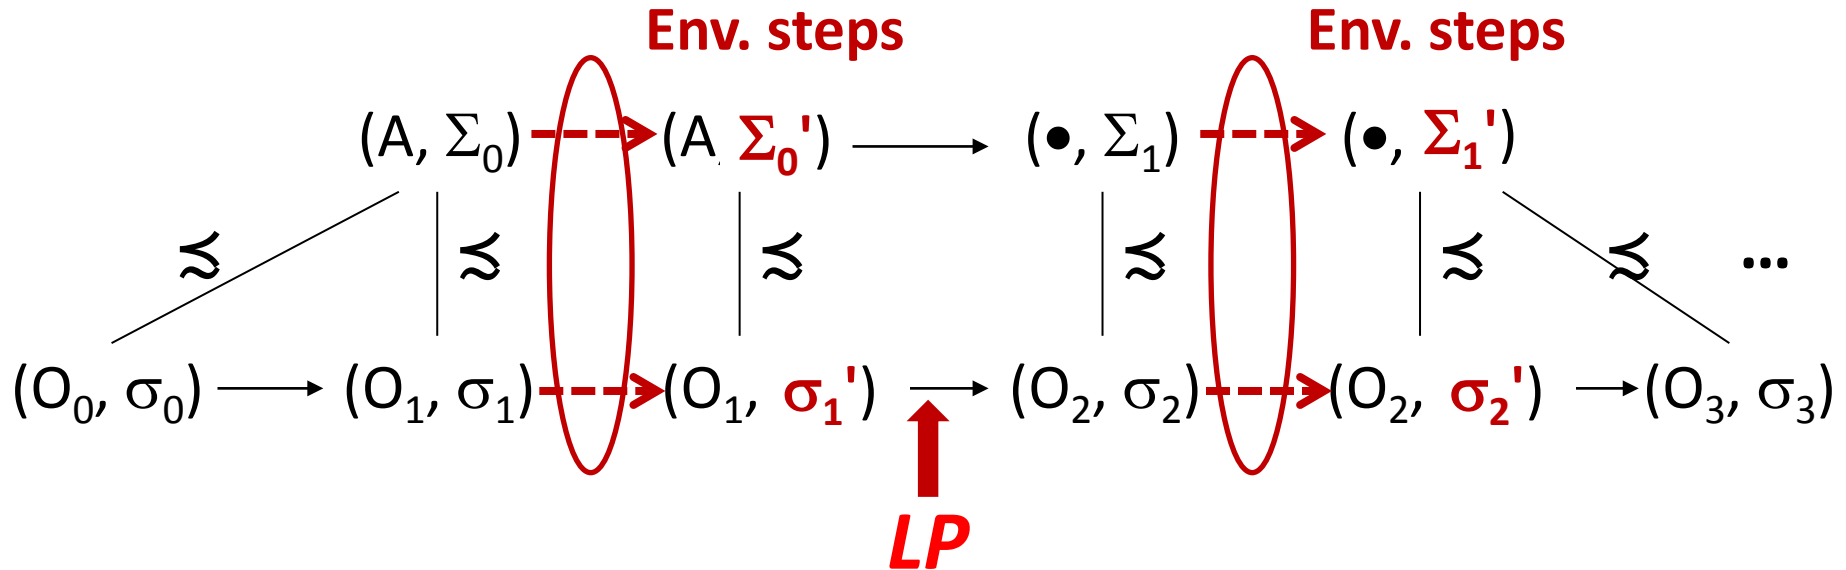 Env. steps Env. steps
(A, Σ₀) (A, Σ₀') (●, Σ₁) (●, Σ₁')
≾ ≾ ≾ ≾ ≾ ≾ ...
(O₀, σ₀) (O₁, σ₁) (O₁, σ₁') (O₂, σ₂) (O₂, σ₂') (O₃, σ₃)
LP